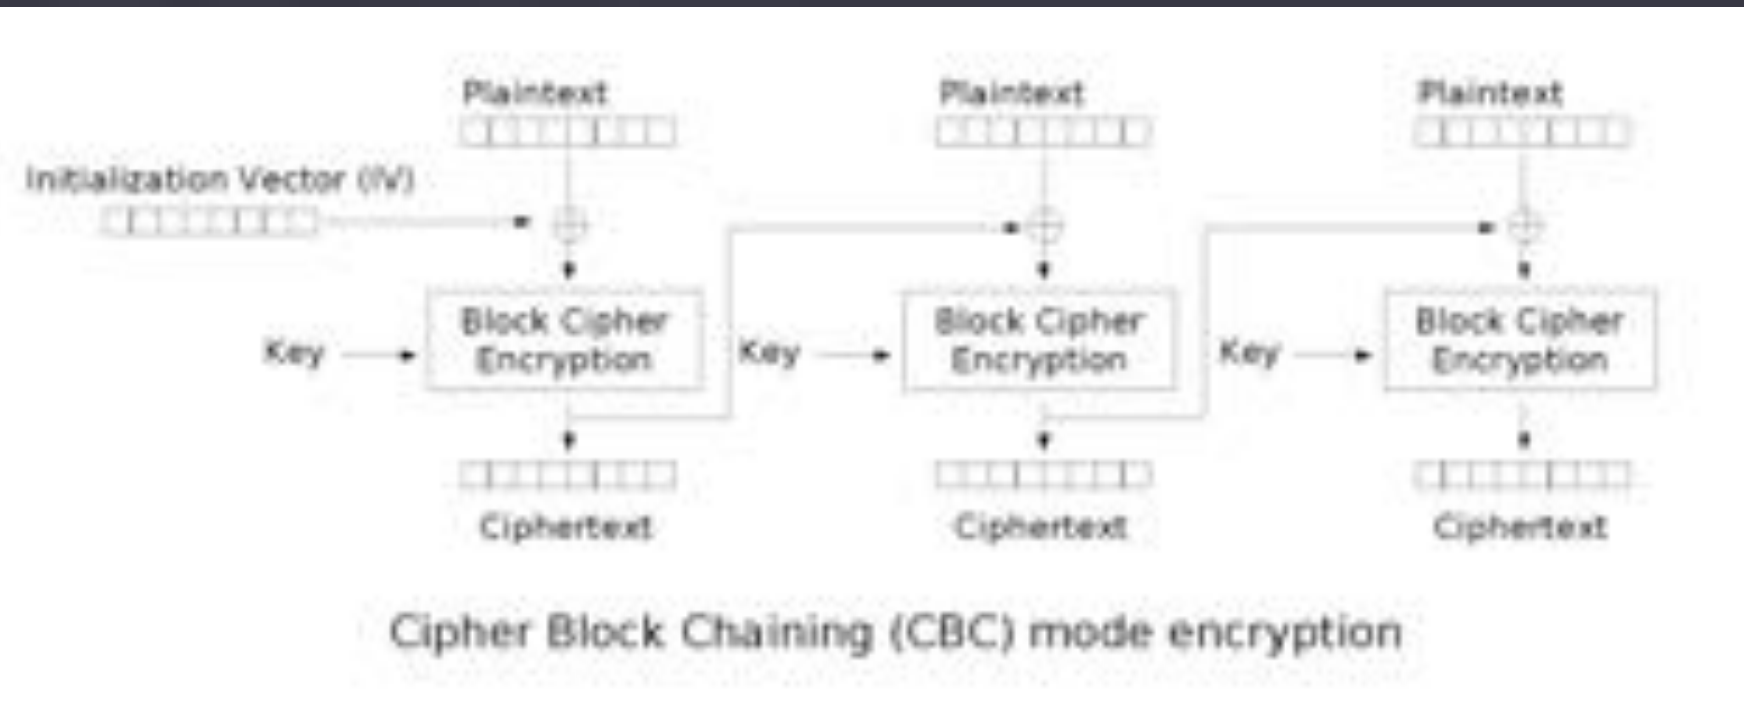 Plaintext
Plaintext
Plaintext
Initialization Vector (IV)
Key
Block Cipher
Encryption
Key
Block Cipher
Encryption
Key
Block Cipher
Encryption
Ciphertext
Ciphertext
Ciphertext
Cipher Block Chaining (CBC) mode encryption